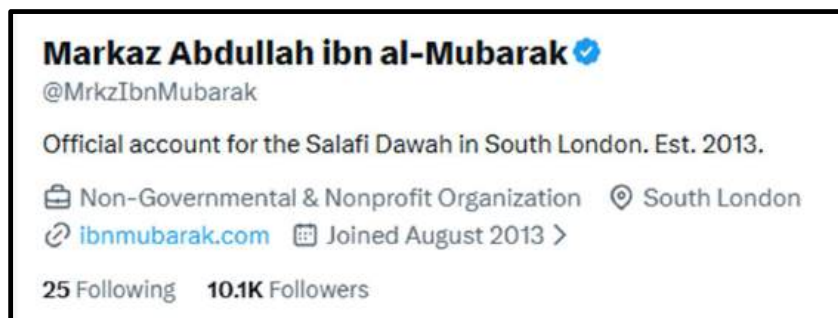 Markaz Abdullah ibn al-Mubarak
@MrkzIbnMubarak
Official account for the Salafi Dawah in South London. Est. 2013.
Non-Governmental & Nonprofit Organization South London
ibnmubarak.com Joined August 2013 >
25 Following 10.1K Followers